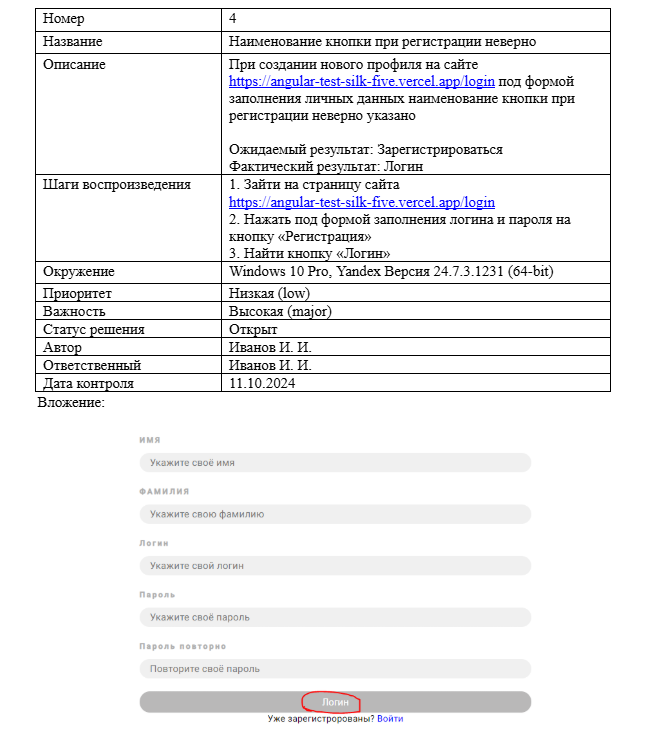 Номер 4
Название Наименование кнопки при регистрации неверно
Описание При создании нового профиля на сайте
https://angular-test-silk-five.vercel.app/login под формой
заполнения личных данных наименование кнопки при
регистрации неверно указано
Ожидаемый результат: Зарегистрироваться
Фактический результат: Логин
Шаги воспроизведения 1. Зайти на страницу сайта
https://angular-test-silk-five.vercel.app/login
2. Нажать под формой заполнения логина и пароля на
кнопку «Регистрация»
3. Найти кнопку «Логин»
Окружение Windows 10 Pro, Yandex Версия 24.7.3.1231 (64-bit)
Приоритет Низкая (low)
Важность Высокая (major)
Статус решения Открыт
Автор Иванов И. И.
Ответственный Иванов И. И.
Дата контроля 11.10.2024
Вложение:
ИМЯ
Укажите своё имя
ФАМИЛИЯ
Укажите свою фамилию
Логин
Укажите свой логин
Пароль
Укажите своё пароль
Пароль повторно
Повторите своё пароль
Логин
Уже зарегистророваны? Войти